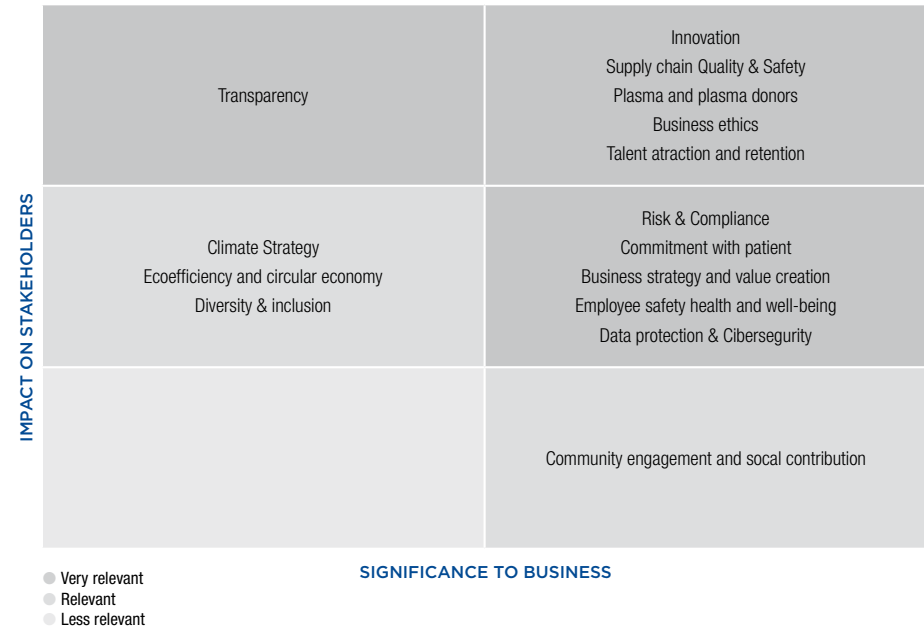 Transparency
Innovation
Supply chain Quality & Safety
Plasma and plasma donors
Business ethics
Talent atraction and retention
IMPACT ON STAKEHOLDERS
Climate Strategy
Ecoefficiency and circular economy
Diversity & inclusion
Risk & Compliance
Commitment with patient
Business strategy and value creation
Employee safety health and well-being
Data protection & Cibersegurity
Community engagement and socal contribution
SIGNIFICANCE TO BUSINESS
Very relevant
Relevant
Less relevant